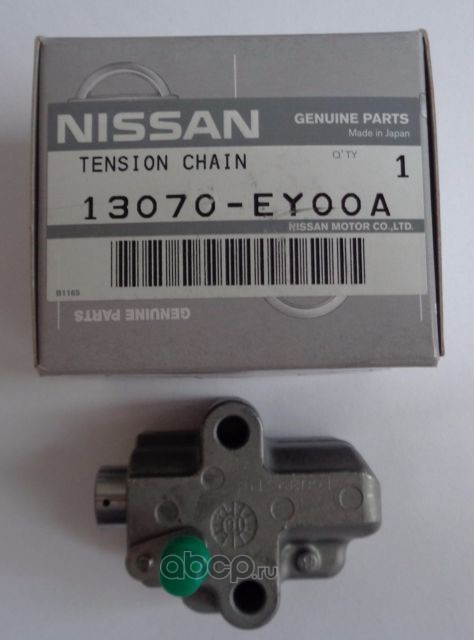 NISSAN
GENUINE PARTS
Made in Japan
TENSION CHAIN
Q'TY
1
13070-EY00A
NISSAN MOTOR CO.,LTD.
B1165
GENUINE PARTS
abcp.ru